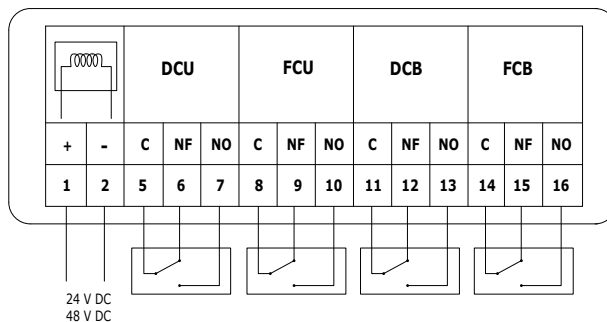 DCU FCU DCB FCB
+ - C NF NO C NF NO C NF NO C NF NO
1 2 5 6 7 8 9 10 11 12 13 14 15 16
24 V DC
48 V DC